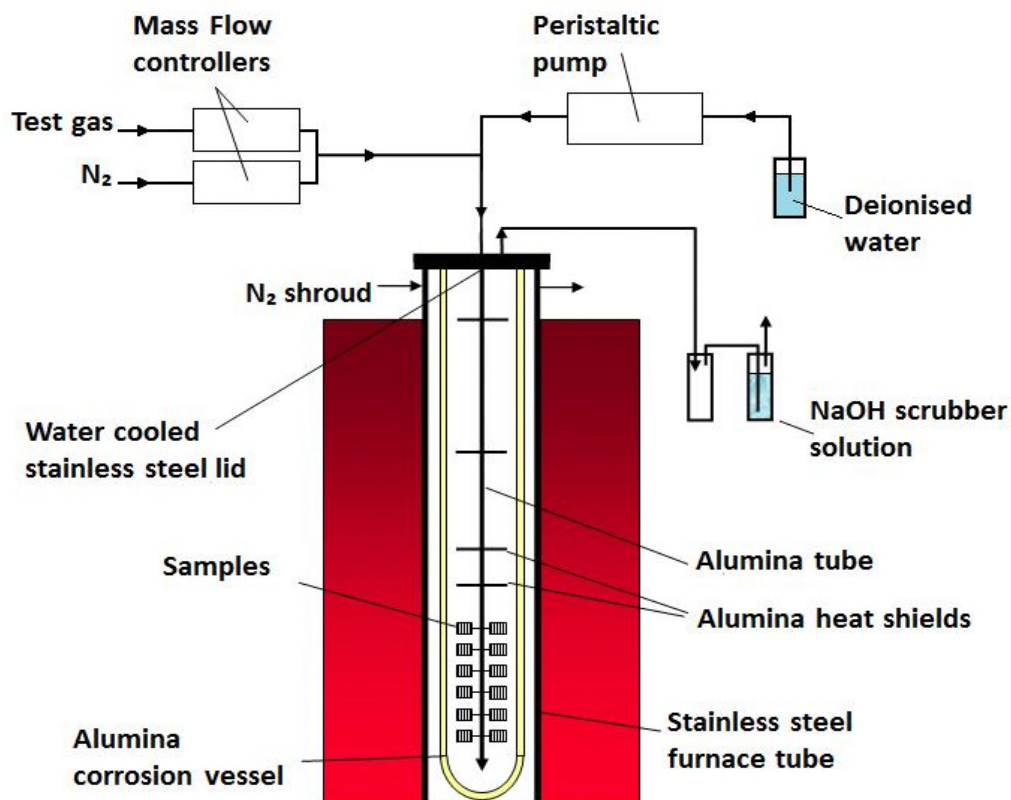 Mass Flow
controllers
Peristaltic
pump
Test gas
N₂
Deionised
water
N₂ shroud
Water cooled
stainless steel lid
NaOH scrubber
solution
Samples
Alumina tube
Alumina heat shields
Alumina
corrosion vessel
Stainless steel
furnace tube